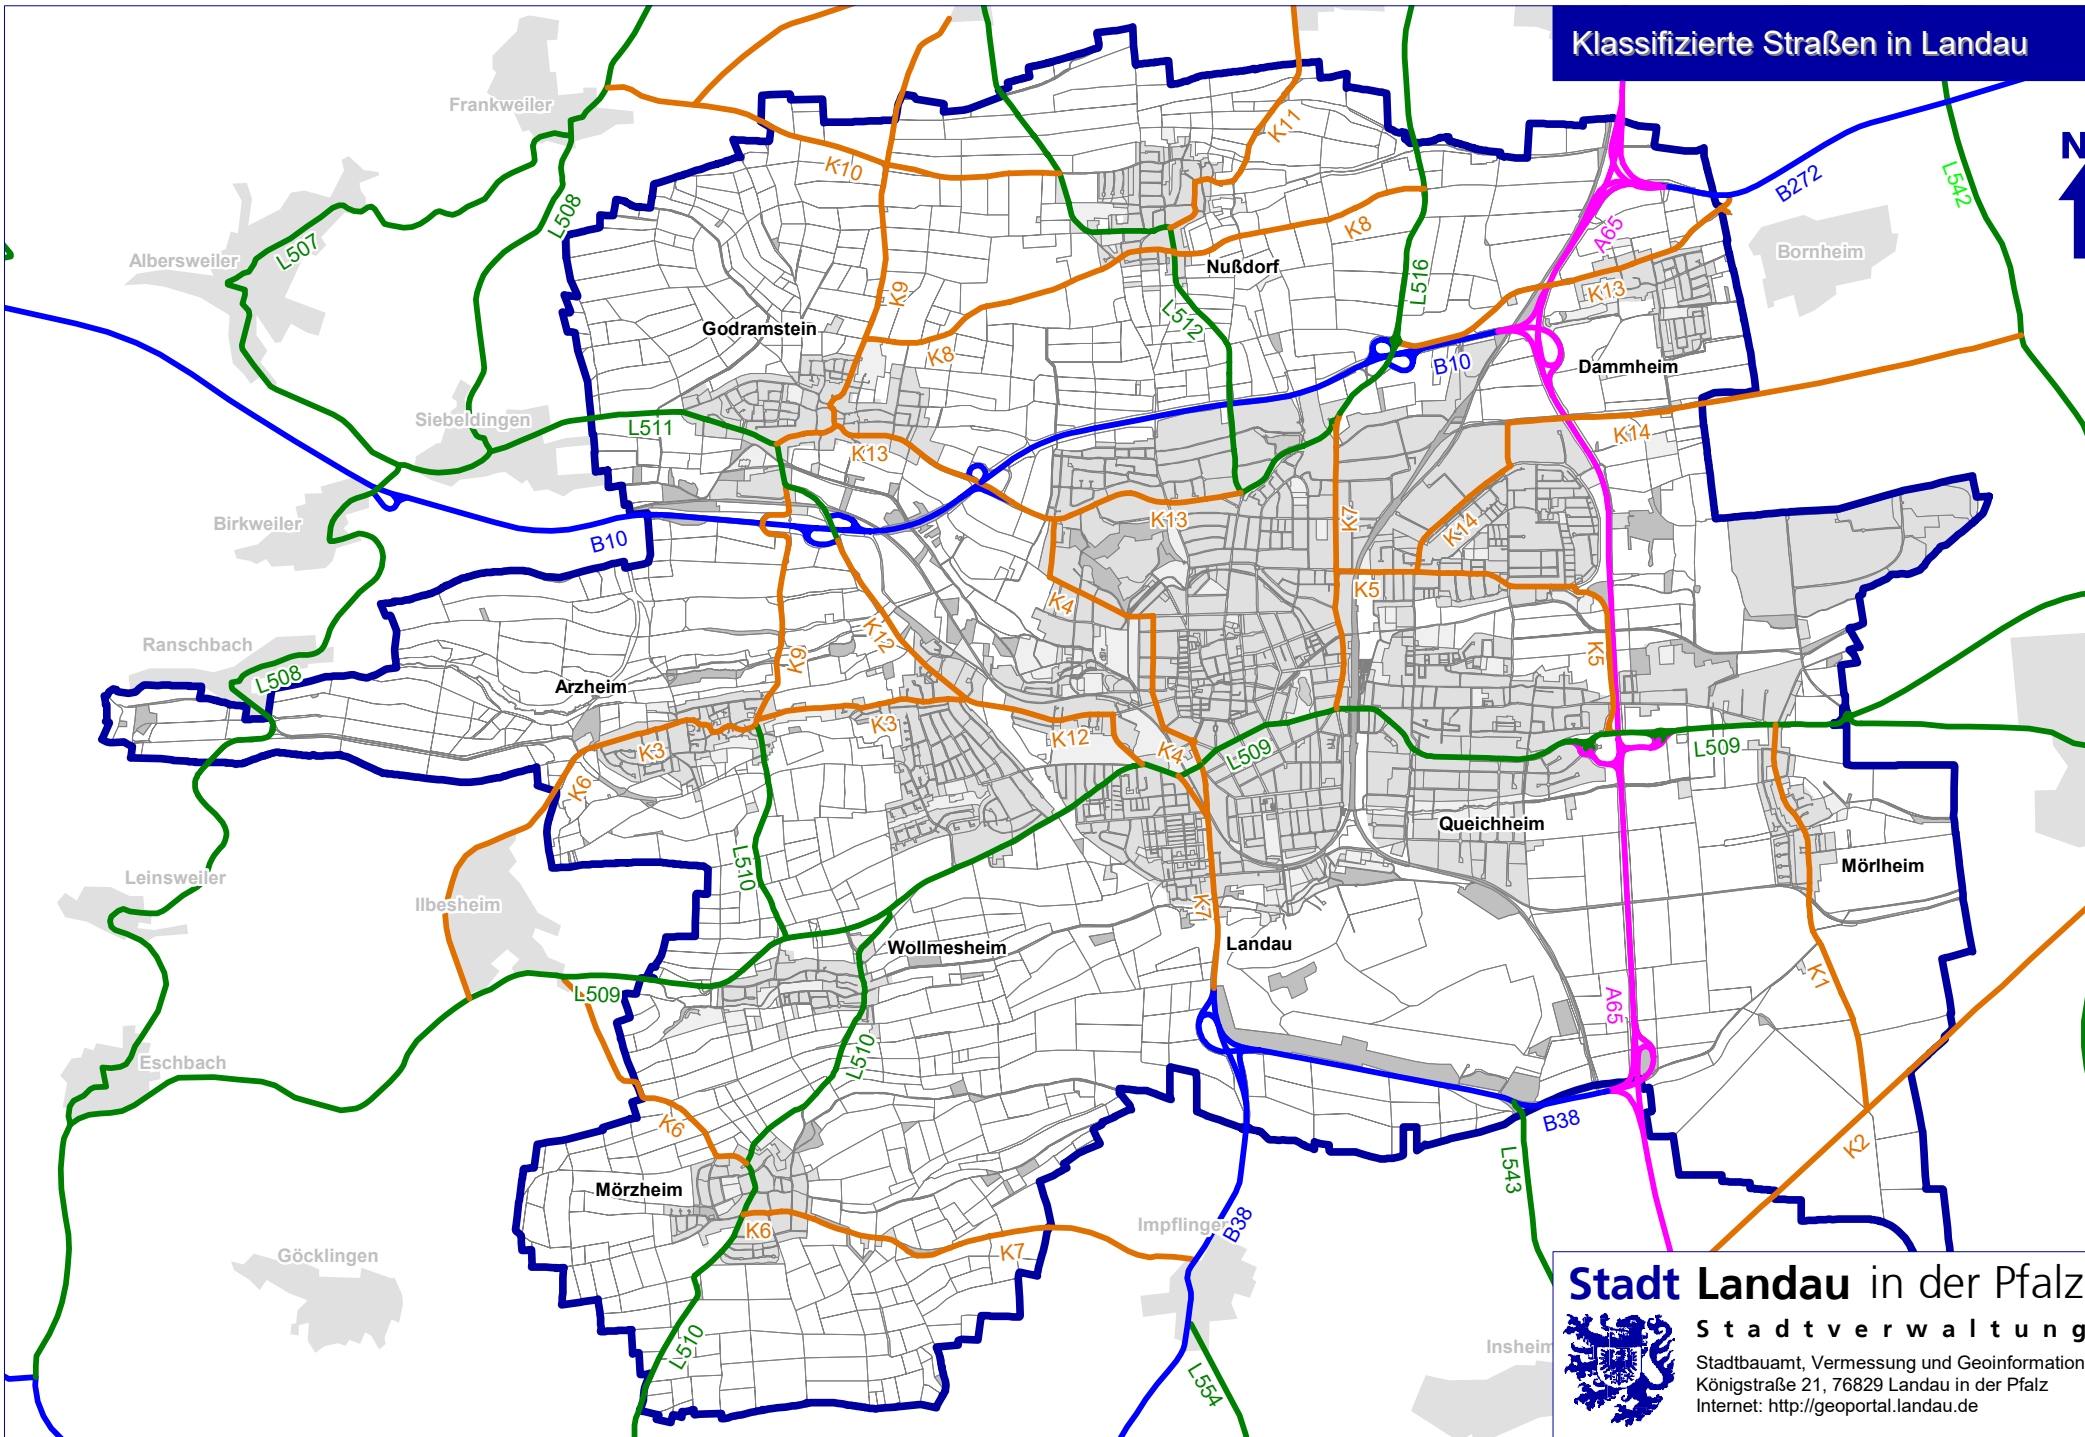 Klassifizierte Straßen in Landau
N
Frankweiler
K11
K10
B272
L542
L508
L507
Albersweiler
A65
K8
Bornheim
Nußdorf
L516
K9
K13
L512
Godramstein
K8
B10
Dammheim
Siebeldingen
L511
K13
K14
Birkweiler
B10
K13
K7
K14
K5
K4
Ranschbach
K12
K9
K5
L508
Arzheim
K3
K3
K12
K4
L509
L509
K6
Queichheim
L510
Leinsweiler
Mörlheim
Ilbesheim
K7
Wollmesheim
Landau
L509
A65
K1
Eschbach
L510
K6
B38
K2
L543
Mörzheim
K6
K7
Impflingen
B38
Göcklingen
L510
L554
Insheim
Stadt Landau in der Pfalz
Stadtverwaltung
Stadtbauamt, Vermessung und Geoinformation
Königstraße 21, 76829 Landau in der Pfalz
Internet: http://geoportal.landau.de